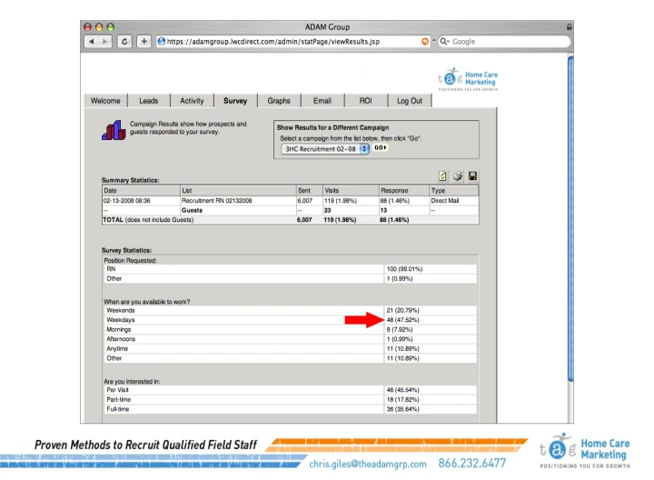 ADAM Group
https://adamgroup.iwcdirect.com/admin/statPage/viewResults.jsp
Google
t a g Home Care Marketing
POSITIONING YOU FOR GROWTH
Welcome Leads Activity Survey Graphs Email ROI Log Out
Campaign Results show how prospects and
guests responded to your survey.
Show Results for a Different Campaign
Select a campaign from the list below, then click "Go".
3HC Recruitment 02-08 GO
Summary Statistics:
Date List Sent Visits Response Type
02-13-2008 08:36 Recruitment RN 02132008 6,007 119 (1.98%) 88 (1.46%) Direct Mail
-- Guests -- 23 13 --
TOTAL (does not include Guests) 6,007 119 (1.98%) 88 (1.46%)
Survey Statistics:
Position Requested:
RN 100 (99.01%)
Other 1 (0.99%)
When are you available to work?
Weekends 21 (20.79%)
Weekdays 48 (47.52%)
Mornings 8 (7.92%)
Afternoons 1 (0.99%)
Anytime 11 (10.89%)
Other 11 (10.89%)
Are you interested in:
Per Visit 46 (45.54%)
Part-time 18 (17.82%)
Full-time 36 (35.64%)
Proven Methods to Recruit Qualified Field Staff
chris.giles@theadamgrp.com 866.232.6477
t a g Home Care Marketing
POSITIONING YOU FOR GROWTH